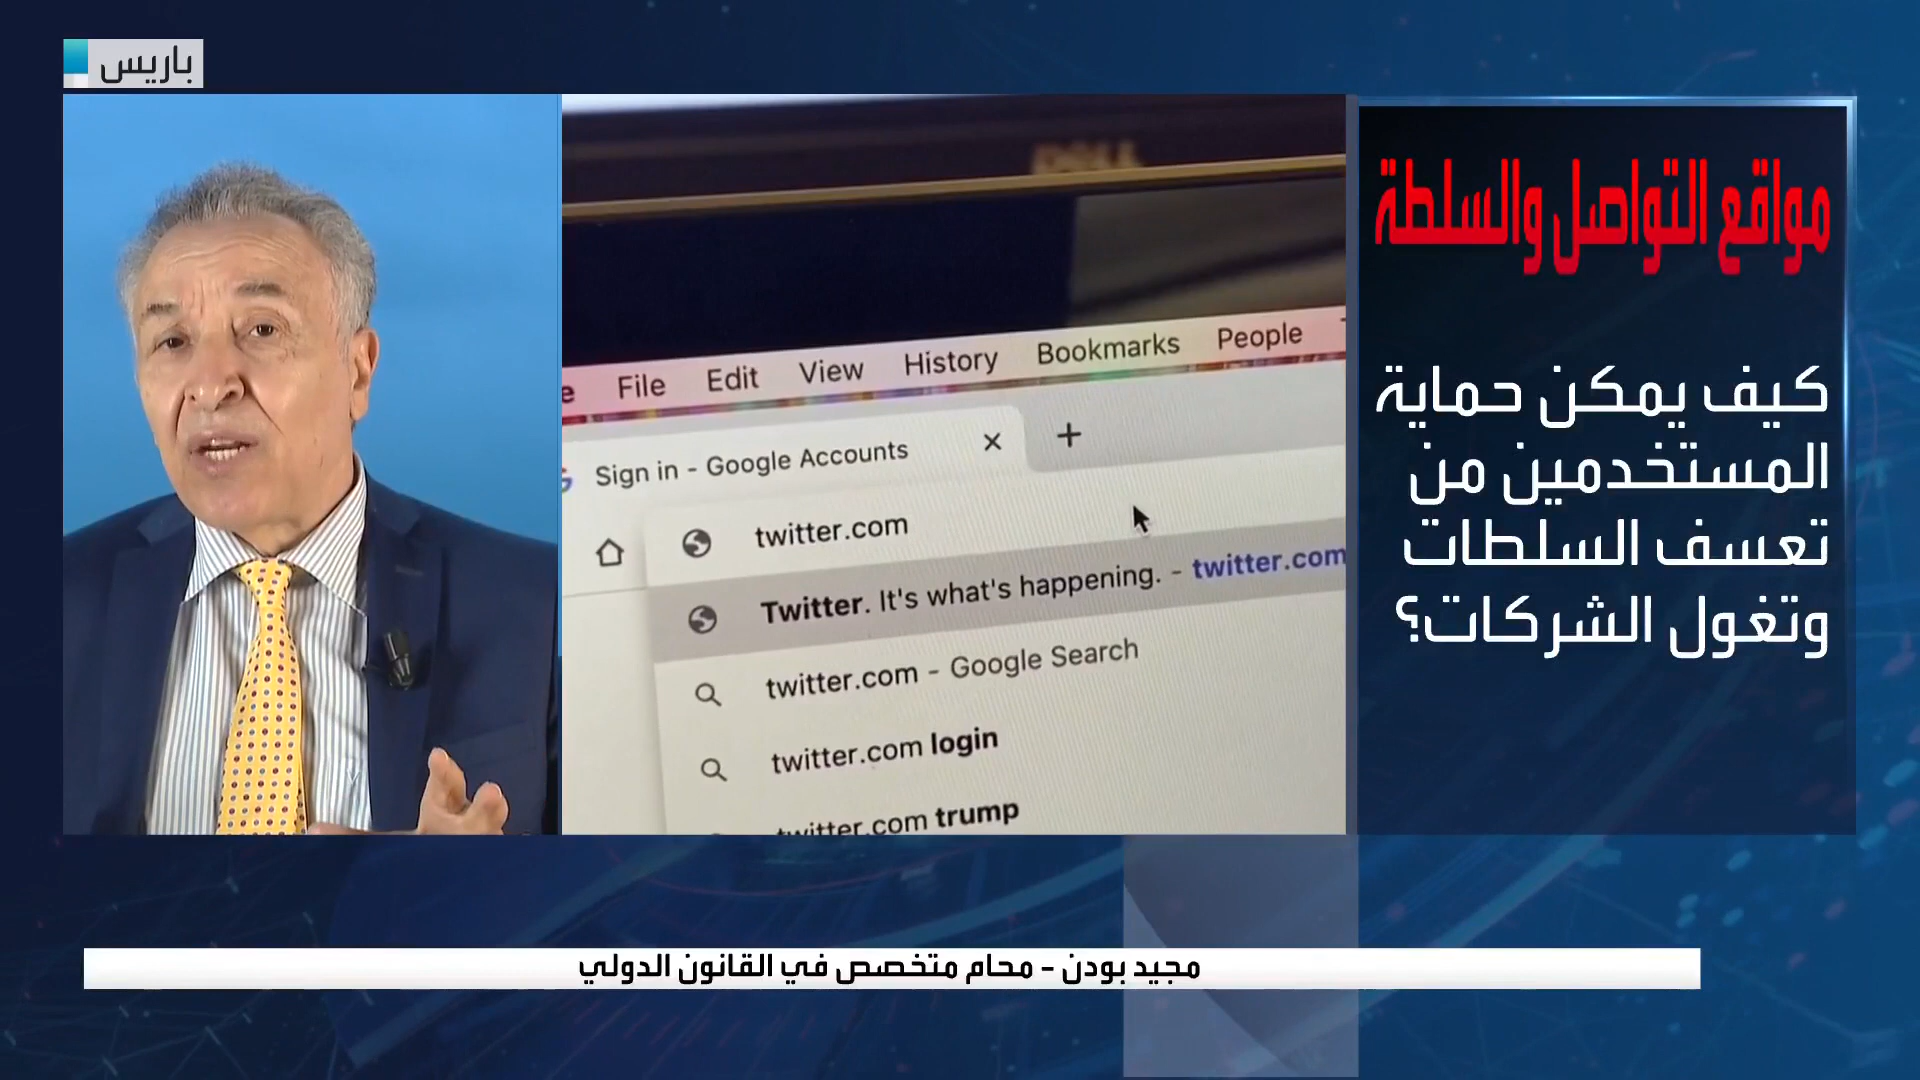 باريس
مواقع التواصل والسلطة
كيف يمكن حماية
المستخدمين من
تعسف السلطات
وتغول الشركات؟
DELL
e File Edit View History Bookmarks People
Sign in - Google Accounts
twitter.com
Twitter. It's what's happening. - twitter.com
twitter.com - Google Search
twitter.com login
twitter.com trump
مجيد بودن - محام متخصص في القانون الدولي